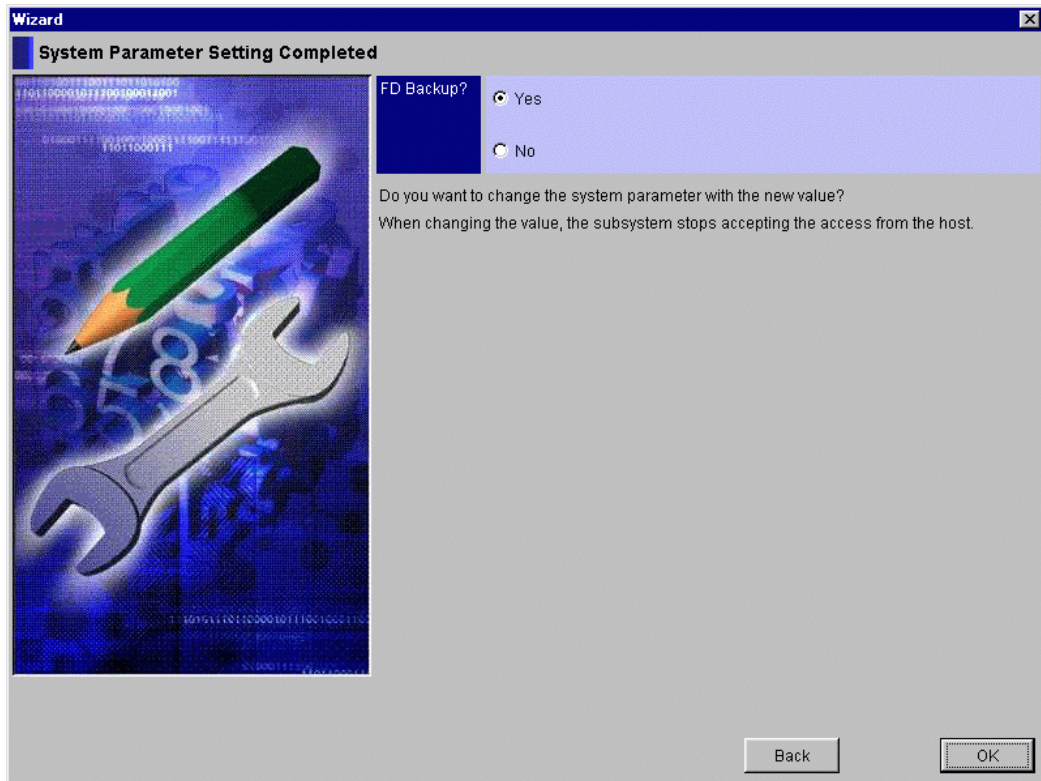 Wizard
System Parameter Setting Completed
11011000111
FD Backup?
Yes
No
Do you want to change the system parameter with the new value?
When changing the value, the subsystem stops accepting the access from the host.
Back
OK